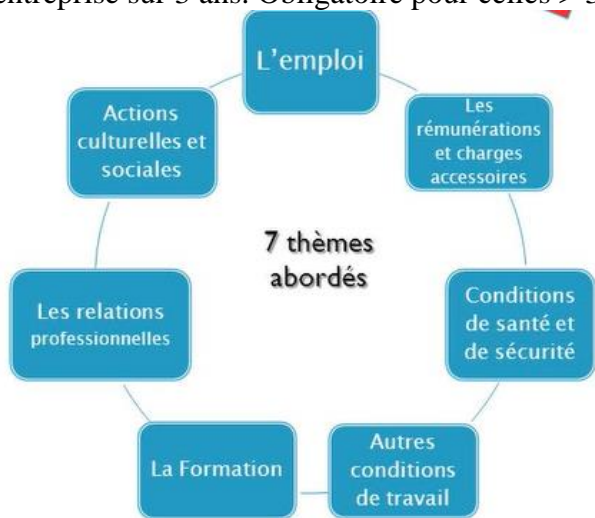 entreprise sur 3 ans. Obligatoire pour celles
L'emploi
Les
rémunérations
et charges
accessoires
Conditions
de santé et
de sécurité
Autres
conditions
de travail
La Formation
Les relations
professionnelles
Actions
culturelles et
sociales
7 thèmes
abordés